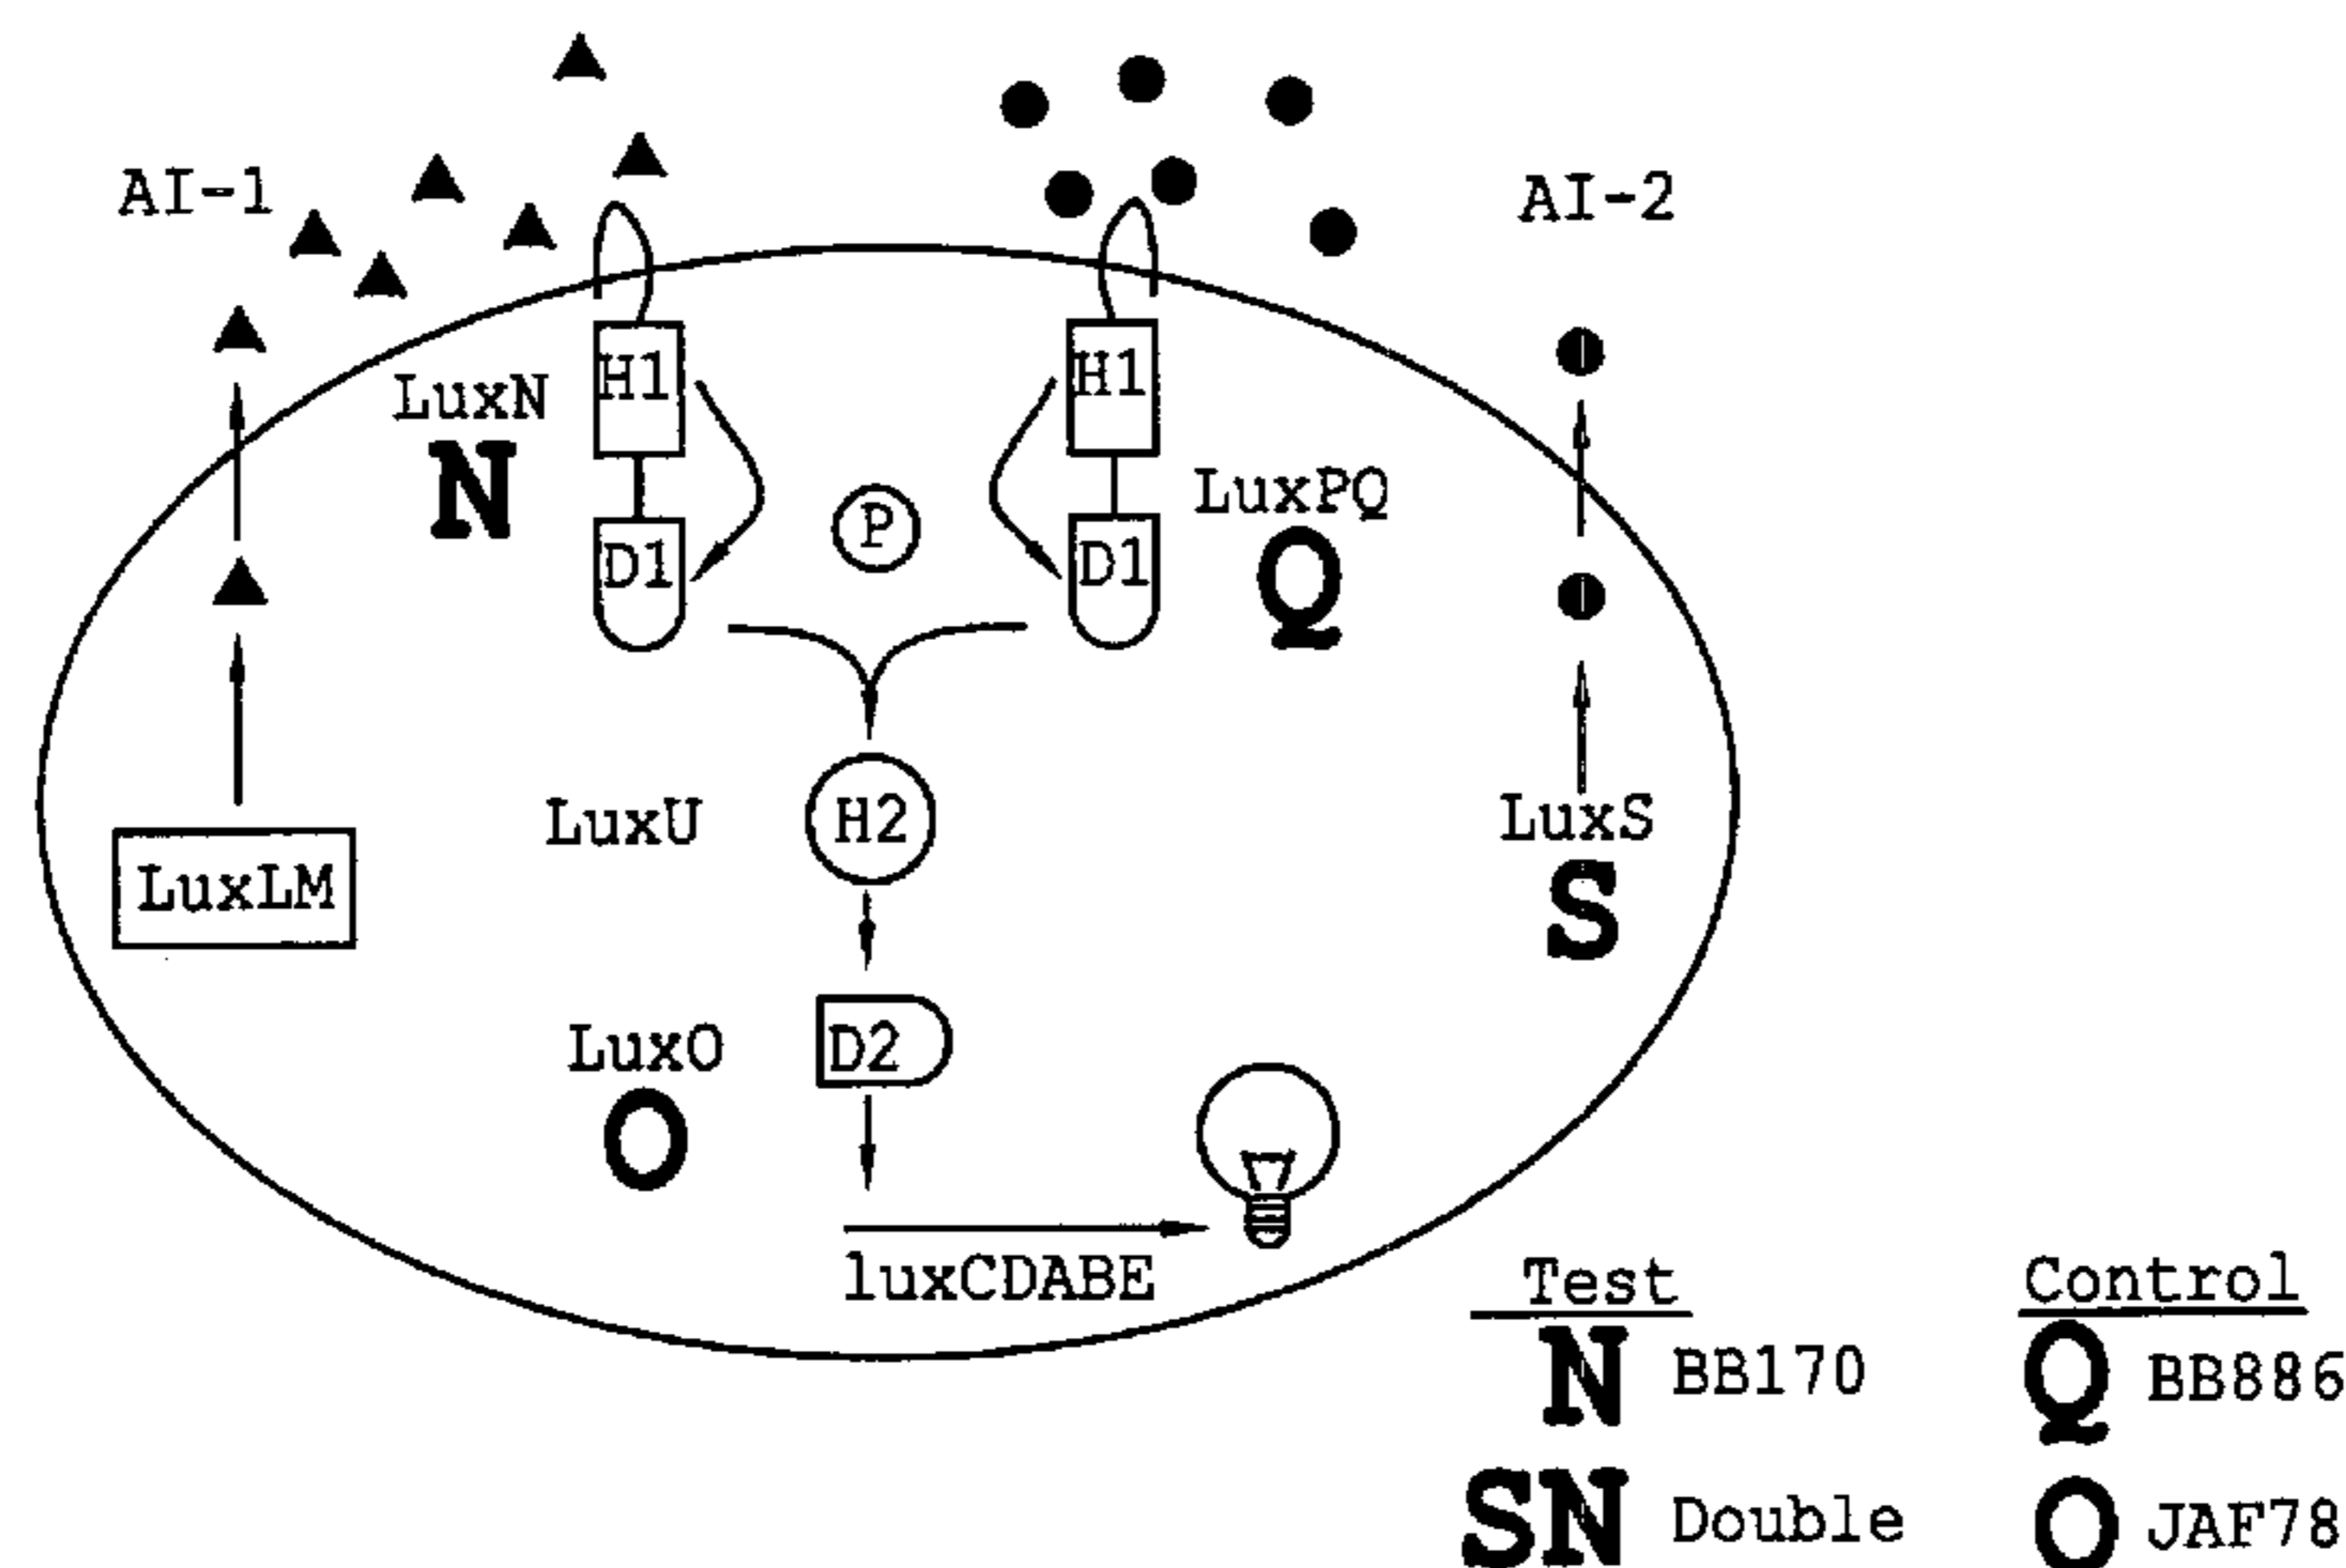 AI-1
AI-2
LuxN
N
H1
H1
LuxPQ
Q
P
D1
D1
LuxU
H2
LuxS
S
LuxLM
LuxO
O
D2
luxCDABE
Test
Control
N BB170
Q BB886
SN Double
O JAF78